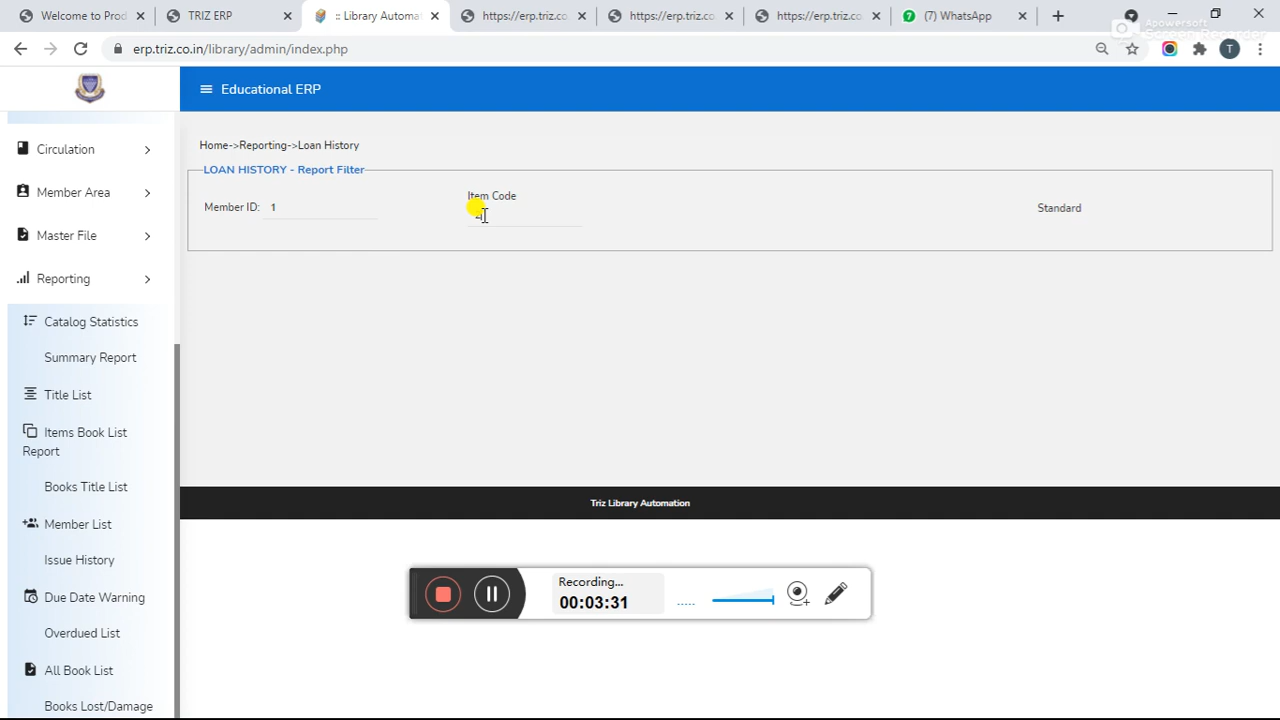 Welcome to Prod
TRIZ ERP
:: Library Automa
https://erp.triz.co
https://erp.triz.co
https://erp.triz.co
(7) WhatsApp
Apowersoft
Screen Recorder
erp.triz.co.in/library/admin/index.php
T
Educational ERP
Circulation
Member Area
Master File
Reporting
Catalog Statistics
Summary Report
Title List
Items Book List
Report
Books Title List
Member List
Issue History
Due Date Warning
Overdued List
All Book List
Books Lost/Damage
Home->Reporting->Loan History
LOAN HISTORY - Report Filter
Member ID: 1
Item Code
Standard
Triz Library Automation
Recording...
00:03:31